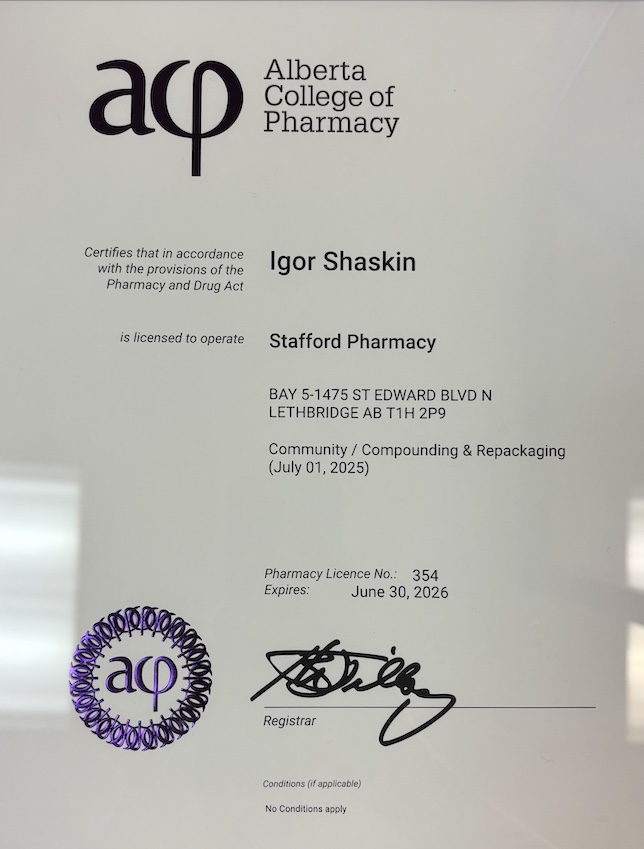 acp
Alberta
College of
Pharmacy
Certifies that in accordance
with the provisions of the
Pharmacy and Drug Act
Igor Shaskin
is licensed to operate
Stafford Pharmacy
BAY 5-1475 ST EDWARD BLVD N
LETHBRIDGE AB T1H 2P9
Community / Compounding & Repackaging
(July 01, 2025)
Pharmacy Licence No.: 354
Expires: June 30, 2026
acp
Registrar
Conditions (if applicable)
No Conditions apply